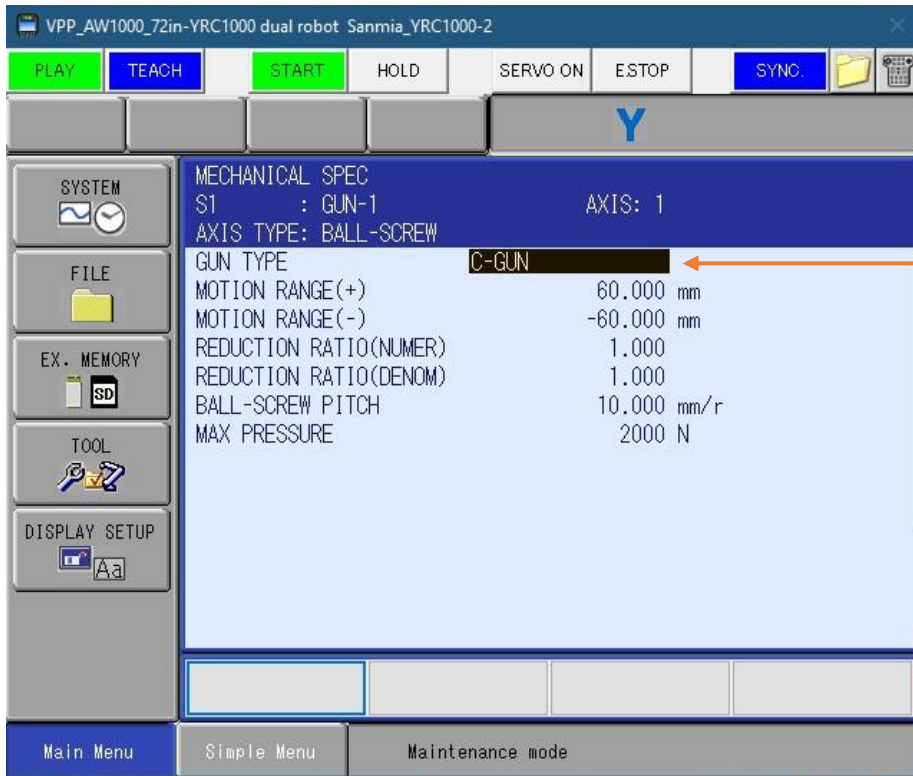 VPP_AW1000_72in-YRC1000 dual robot Sanmia_YRC1000-2
PLAY TEACH START HOLD SERVO ON E.STOP SYNC.
Y
SYSTEM
FILE
EX. MEMORY
SD
TOOL
DISPLAY SETUP
Aa
MECHANICAL SPEC
S1 : GUN-1 AXIS: 1
AXIS TYPE: BALL-SCREW
GUN TYPE C-GUN
MOTION RANGE(+) 60.000 mm
MOTION RANGE(-) -60.000 mm
REDUCTION RATIO(NUMER) 1.000
REDUCTION RATIO(DENOM) 1.000
BALL-SCREW PITCH 10.000 mm/r
MAX PRESSURE 2000 N
Main Menu Simple Menu Maintenance mode